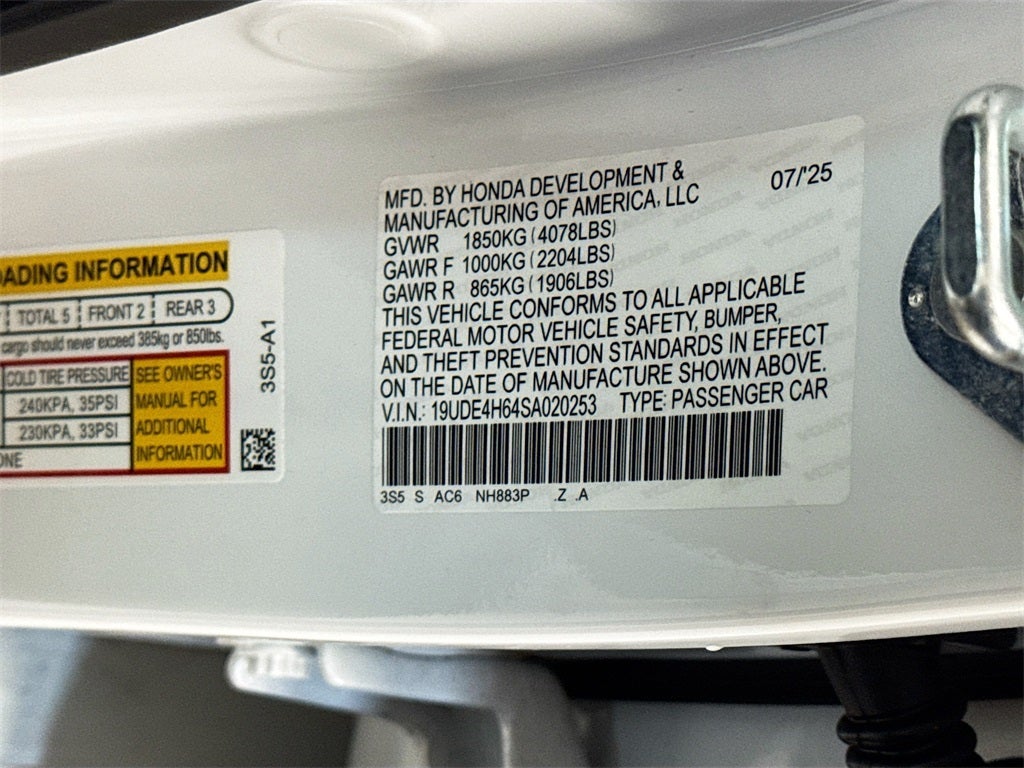 OADING INFORMATION
TOTAL 5 FRONT 2 REAR 3
cargo should never exceed 385kg or 850lbs.
COLD TIRE PRESSURE
240KPA, 35PSI
230KPA, 33PSI
ONE
SEE OWNER'S
MANUAL FOR
ADDITIONAL
INFORMATION
3S5-A1
MFD. BY HONDA DEVELOPMENT & 07/'25
MANUFACTURING OF AMERICA, LLC
GVWR 1850KG (4078LBS)
GAWR F 1000KG (2204LBS)
GAWR R 865KG (1906LBS)
THIS VEHICLE CONFORMS TO ALL APPLICABLE
FEDERAL MOTOR VEHICLE SAFETY, BUMPER,
AND THEFT PREVENTION STANDARDS IN EFFECT
ON THE DATE OF MANUFACTURE SHOWN ABOVE.
V.I.N.: 19UDE4H64SA020253 TYPE: PASSENGER CAR
3S5 S AC6 NH883P .Z .A